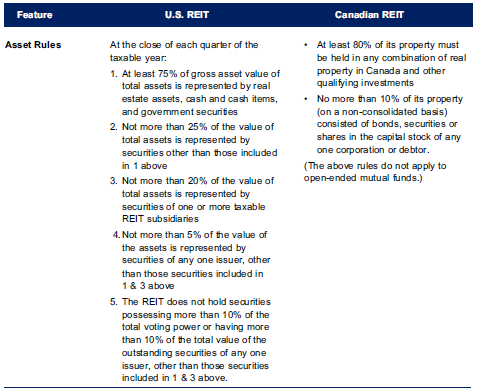 Feature U.S. REIT Canadian REIT
Asset Rules
At the close of each quarter of the
taxable year:
1. At least 75% of gross asset value of
total assets is represented by real
estate assets, cash and cash items,
and government securities
2. Not more than 25% of the value of
total assets is represented by
securities other than those included
in 1 above
3. Not more than 20% of the value of
total assets is represented by
securities of one or more taxable
REIT subsidiaries
4. Not more than 5% of the value of
the assets is represented by
securities of any one issuer, other
than those securities included in
1 & 3 above
5. The REIT does not hold securities
possessing more than 10% of the
total voting power or having more
than 10% of the total value of the
outstanding securities of any one
issuer, other than those securities
included in 1 & 3 above.
• At least 80% of its property must
be held in any combination of real
property in Canada and other
qualifying investments
• No more than 10% of its property
(on a non-consolidated basis)
consisted of bonds, securities or
shares in the capital stock of any
one corporation or debtor.
(The above rules do not apply to
open-ended mutual funds.)